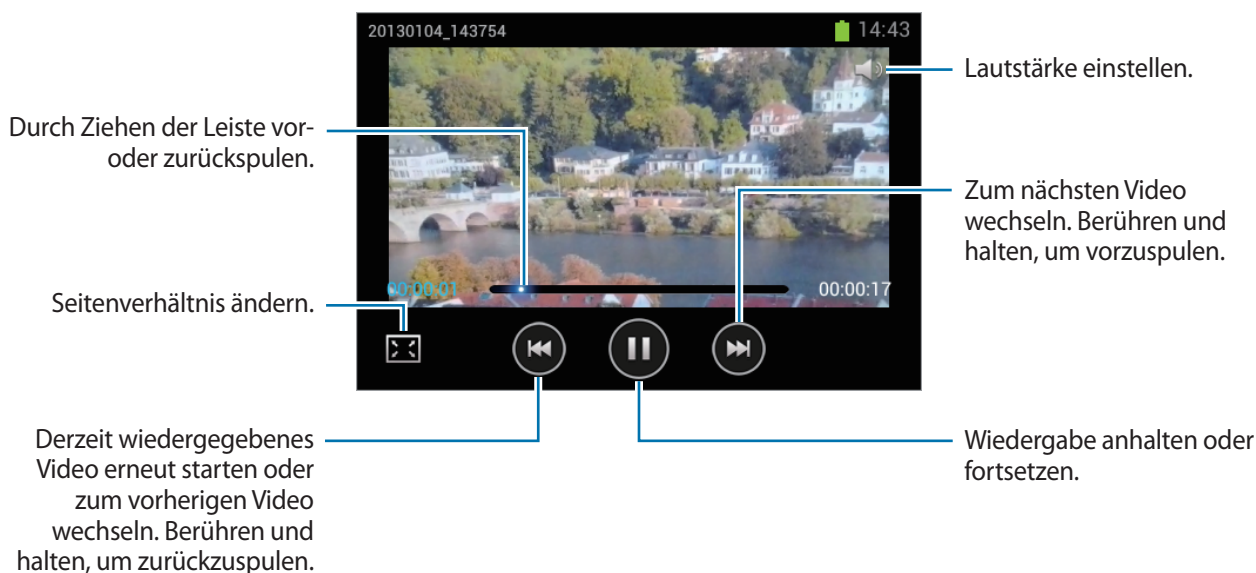 20130104_143754
14:43
Lautstärke einstellen.
Durch Ziehen der Leiste vor-
oder zurückspulen.
Zum nächsten Video
wechseln. Berühren und
halten, um vorzuspulen.
00:00:01
00:00:17
Seitenverhältnis ändern.
Derzeit wiedergegebenes
Video erneut starten oder
zum vorherigen Video
wechseln. Berühren und
halten, um zurückzuspulen.
Wiedergabe anhalten oder
fortsetzen.